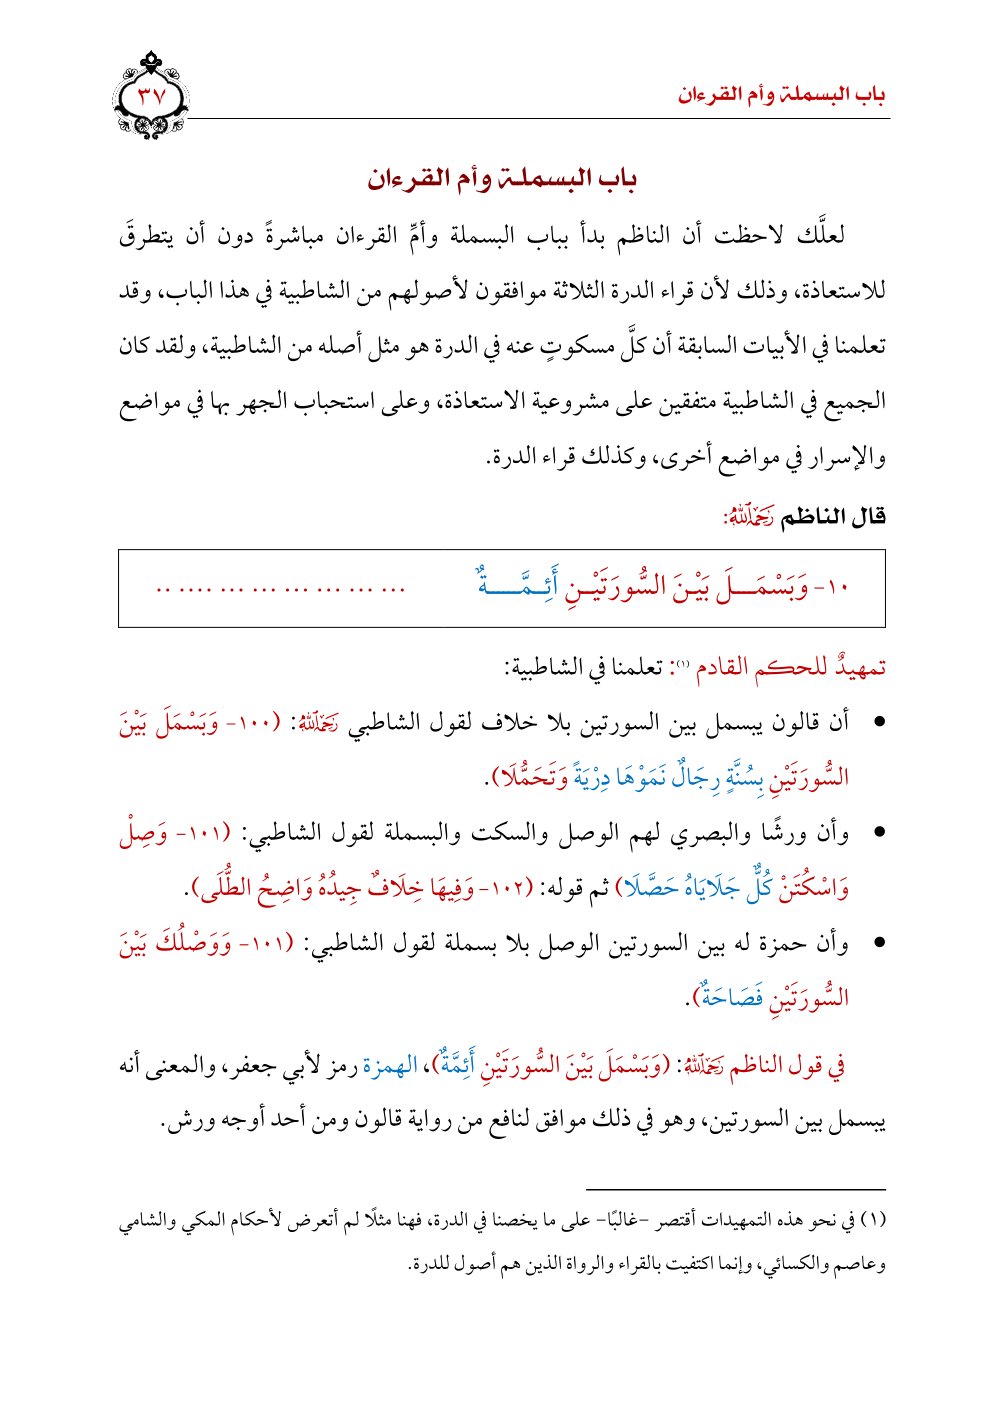 باب البسملة وأم القرءان
٣٧
باب البسملة وأم القرءان
لعلَّك لاحظت أن الناظم بدأ بباب البسملة وأمِّ القرءان مباشرةً دون أن يتطرقَ
للاستعاذة، وذلك لأن قراء الدرة الثلاثة موافقون لأصولهم من الشاطبية في هذا الباب، وقد
تعلمنا في الأبيات السابقة أن كلَّ مسكوتٍ عنه في الدرة هو مثل أصله من الشاطبية، ولقد كان
الجميع في الشاطبية متفقين على مشروعية الاستعاذة، وعلى استحباب الجهر بها في مواضع
والإسرار في مواضع أخرى، وكذلك قراء الدرة.
قال الناظم رَحِمَهُ ٱللَّهُ:
١٠- وَبَسْمَـــلَ بَيْـنَ السُّورَتَيْــنِ أَئِــمَّـــــةٌ .. .... ... ... ... ... ... ...
تمهيدٌ للحكم القادم (١): تعلمنا في الشاطبية:
● أن قالون يبسمل بين السورتين بلا خلاف لقول الشاطبي رَحِمَهُ ٱللَّهُ: (١٠٠- وَبَسْمَلَ بَيْنَ
السُّورَتَيْنِ بِسُنَّةٍ رِجَالٌ نَمَوْهَا دِرْيَةً وَتَحَمُّلَا).
● وأن ورشًا والبصري لهم الوصل والسكت والبسملة لقول الشاطبي: (١٠١- وَصِلْ
وَاسْكُتَنْ كُلٌّ جَلَايَاهُ حَصَّلَا) ثم قوله: (١٠٢- وَفِيهَا خِلَافٌ جِيدُهُ وَاضِحُ الطُّلَى).
● وأن حمزة له بين السورتين الوصل بلا بسملة لقول الشاطبي: (١٠١- وَوَصْلُكَ بَيْنَ
السُّورَتَيْنِ فَصَاحَةٌ).
في قول الناظم رَحِمَهُ ٱللَّهُ: (وَبَسْمَلَ بَيْنَ السُّورَتَيْنِ أَئِمَّةٌ)، الهمزة رمز لأبي جعفر، والمعنى أنه
يبسمل بين السورتين، وهو في ذلك موافق لنافع من رواية قالون ومن أحد أوجه ورش.
(١) في نحو هذه التمهيدات أقتصر -غالبًا- على ما يخصنا في الدرة، فهنا مثلًا لم أتعرض لأحكام المكي والشامي
وعاصم والكسائي، وإنما اكتفيت بالقراء والرواة الذين هم أصول للدرة.